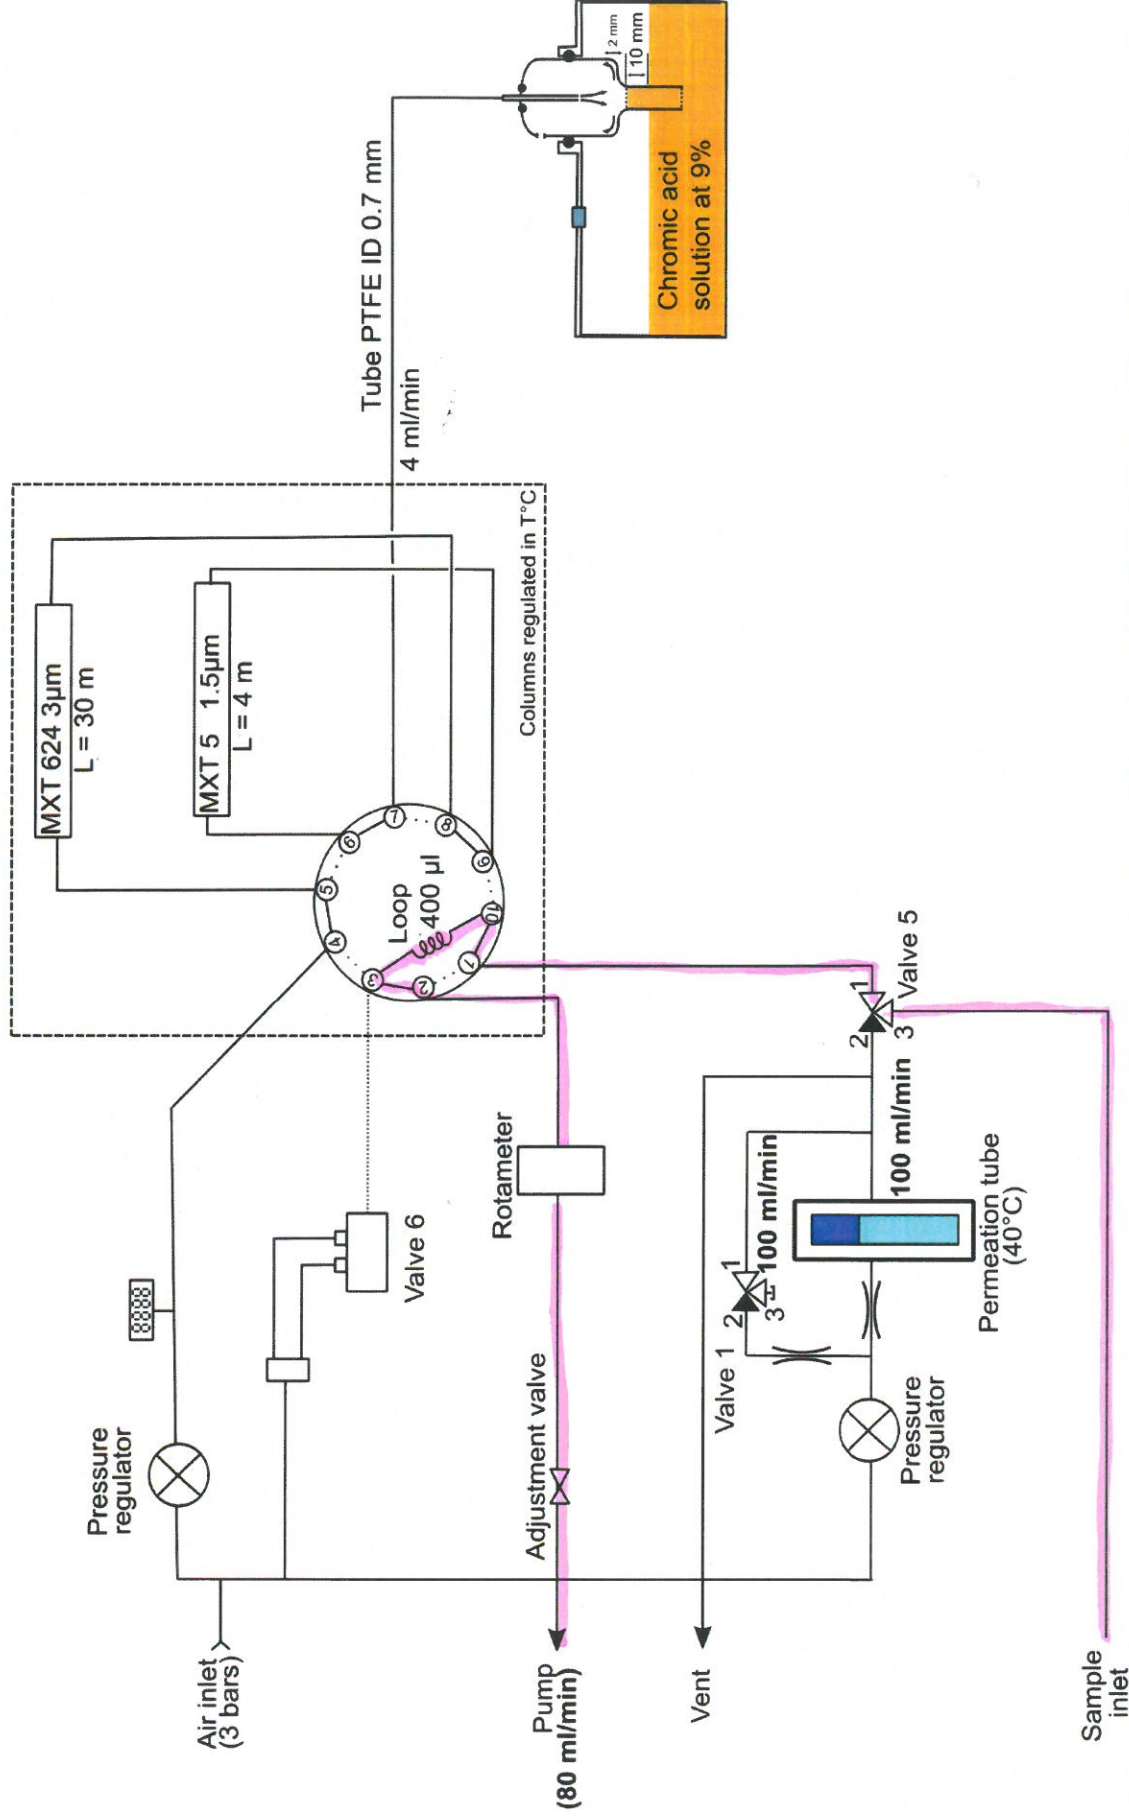 Air inlet
(3 bars)
Pressure
regulator
8888
8888
MXT 624 3µm
L = 30 m
MXT 5 1.5µm
L = 4 m
Tube PTFE ID 0.7 mm
4 ml/min
2 mm
10 mm
Chromic acid
solution at 9%
Columns regulated in T°C
Loop
400 µl
1
2
3
4
5
6
7
8
9
10
Valve 6
Rotameter
Adjustment valve
Pump
(80 ml/min)
Vent
Valve 1
1
2
3
100 ml/min
100 ml/min
Pressure
regulator
Permeation tube
(40°C)
Valve 5
1
2
3
Sample
inlet